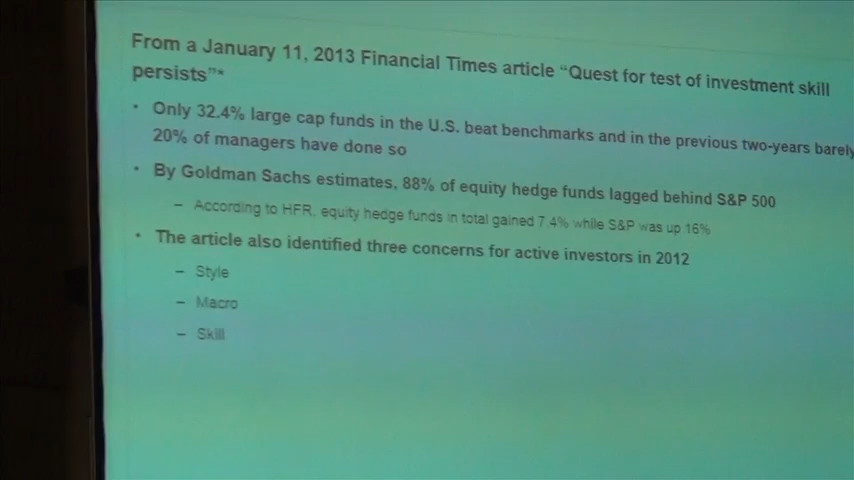 From a January 11, 2013 Financial Times article “Quest for test of investment skill
persists”*
• Only 32.4% large cap funds in the U.S. beat benchmarks and in the previous two-years barely
20% of managers have done so
• By Goldman Sachs estimates, 88% of equity hedge funds lagged behind S&P 500
– According to HFR, equity hedge funds in total gained 7.4% while S&P was up 16%
• The article also identified three concerns for active investors in 2012
– Style
– Macro
– Skill